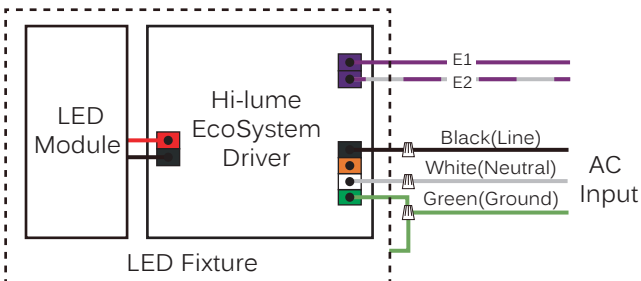 E1
E2
LED
Module
Hi-lume
EcoSystem
Driver
Black(Line)
White(Neutral)
Green(Ground)
AC
Input
LED Fixture